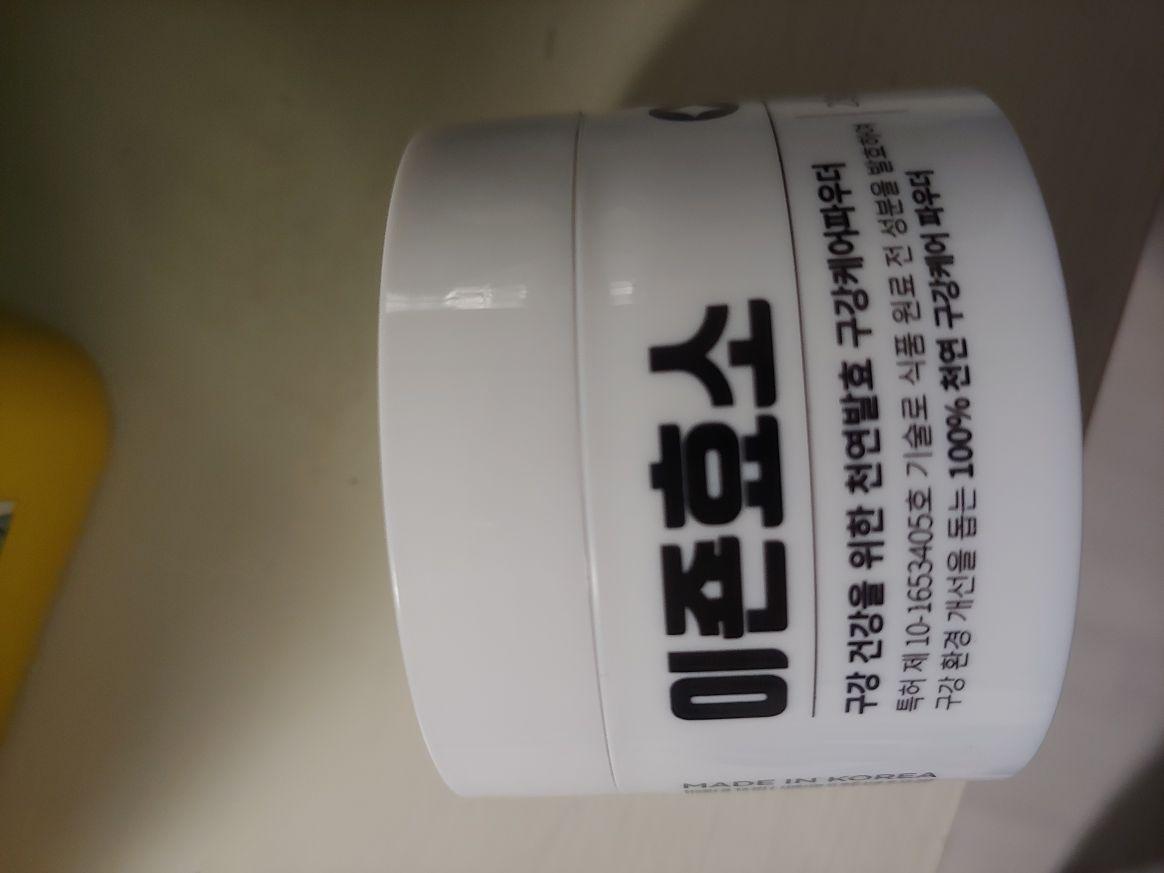 이죤효소
구강 건강을 위한 천연발효 구강케어파우더
특허 제 10-1653405호 기술로 식품 원료 전 성분을 발효하여
구강 환경 개선을 돕는 100% 천연 구강케어 파우더
MADE IN KOREA